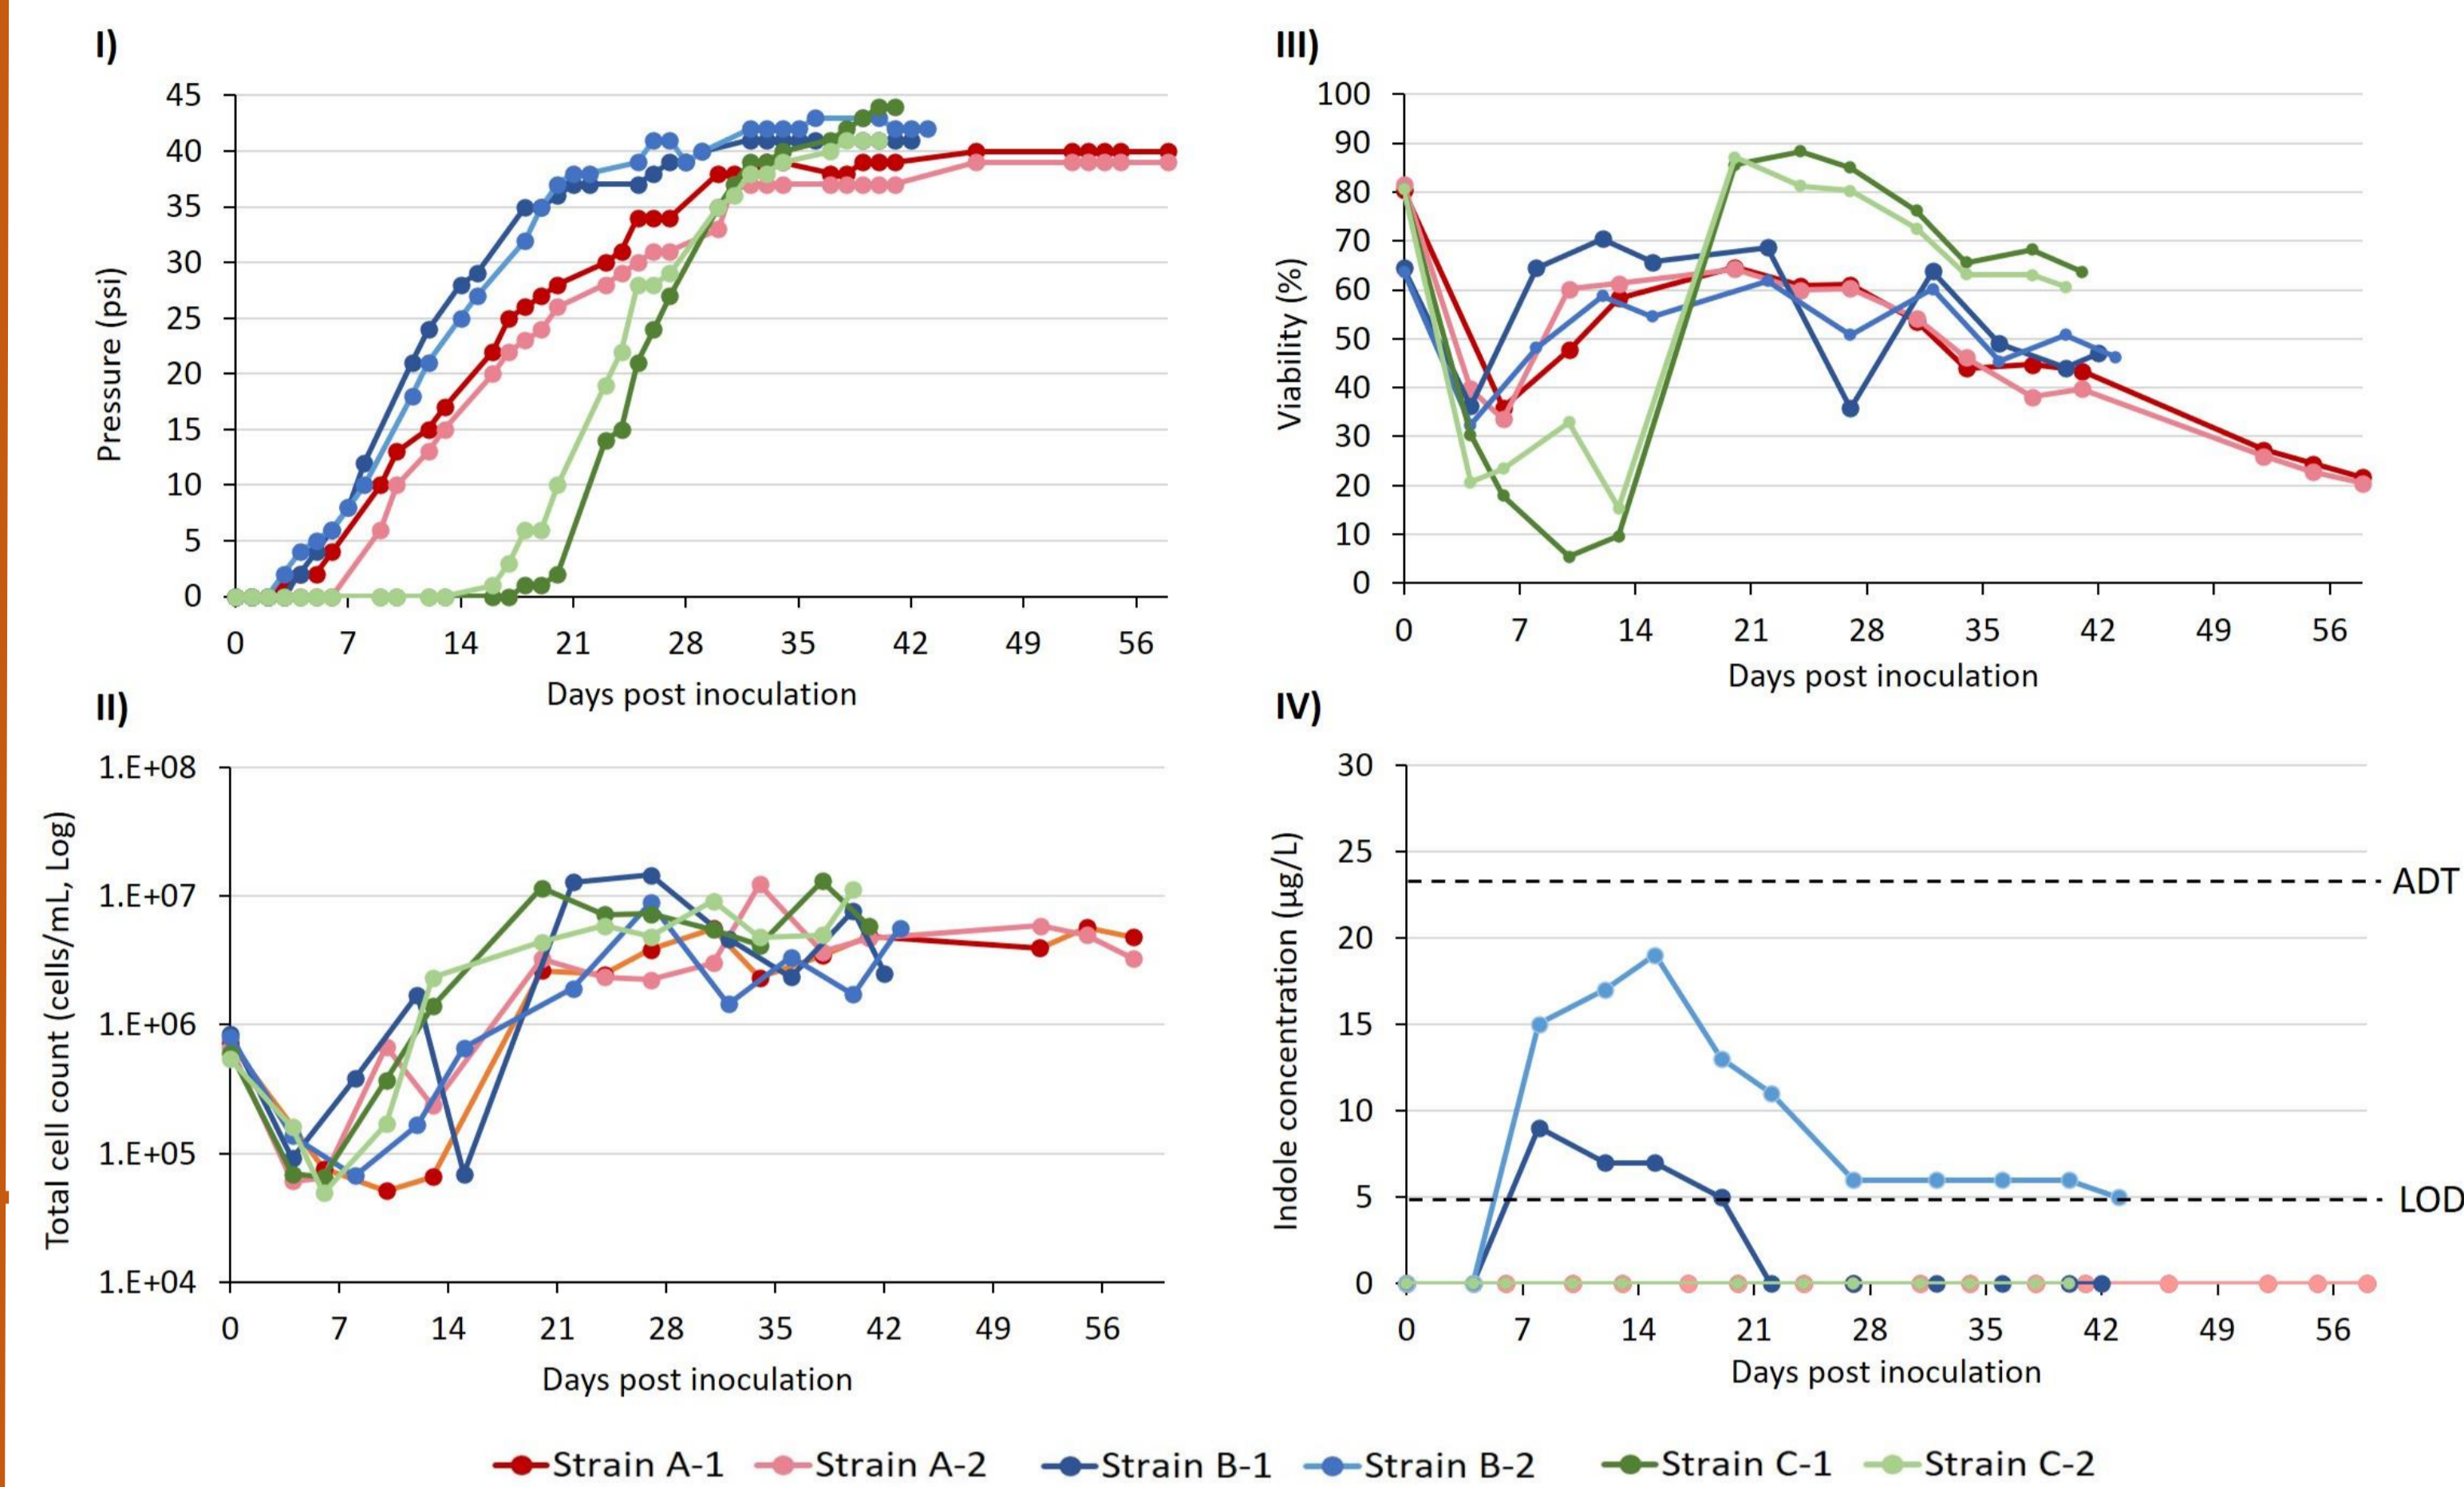 I)
45
40
35
30
25
20
15
10
5
0
Pressure (psi)
0 7 14 21 28 35 42 49 56
Days post inoculation
III)
100
90
80
70
60
50
40
30
20
10
0
Viability (%)
0 7 14 21 28 35 42 49 56
Days post inoculation
II)
1.E+08
1.E+07
1.E+06
1.E+05
1.E+04
Total cell count (cells/mL, Log)
0 7 14 21 28 35 42 49 56
Days post inoculation
IV)
30
25
20
15
10
5
0
Indole concentration (µg/L)
ADT
LOD
0 7 14 21 28 35 42 49 56
Days post inoculation
Strain A-1 Strain A-2 Strain B-1 Strain B-2 Strain C-1 Strain C-2